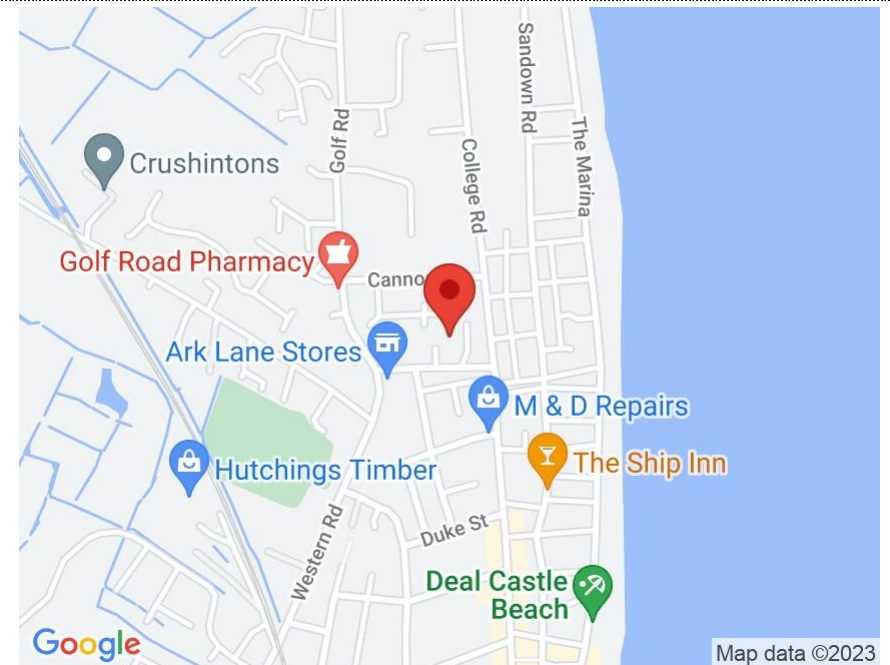 Sandown Rd
The Marina
Golf Rd
College Rd
Crushintons
Golf Road Pharmacy
Canno
Ark Lane Stores
M & D Repairs
The Ship Inn
Hutchings Timber
Western Rd
Duke St
Deal Castle
Beach
Google
Map data ©2023